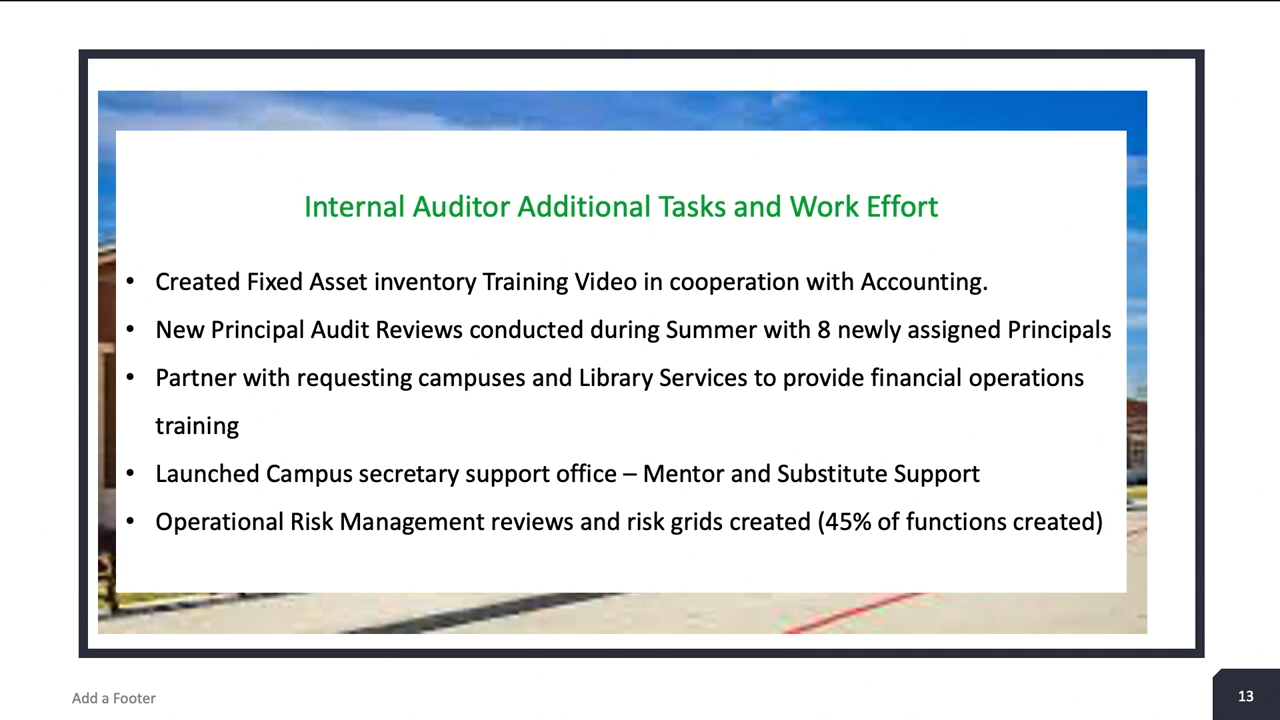 Internal Auditor Additional Tasks and Work Effort
• Created Fixed Asset inventory Training Video in cooperation with Accounting.
• New Principal Audit Reviews conducted during Summer with 8 newly assigned Principals
• Partner with requesting campuses and Library Services to provide financial operations
training
• Launched Campus secretary support office – Mentor and Substitute Support
• Operational Risk Management reviews and risk grids created (45% of functions created)
Add a Footer
13